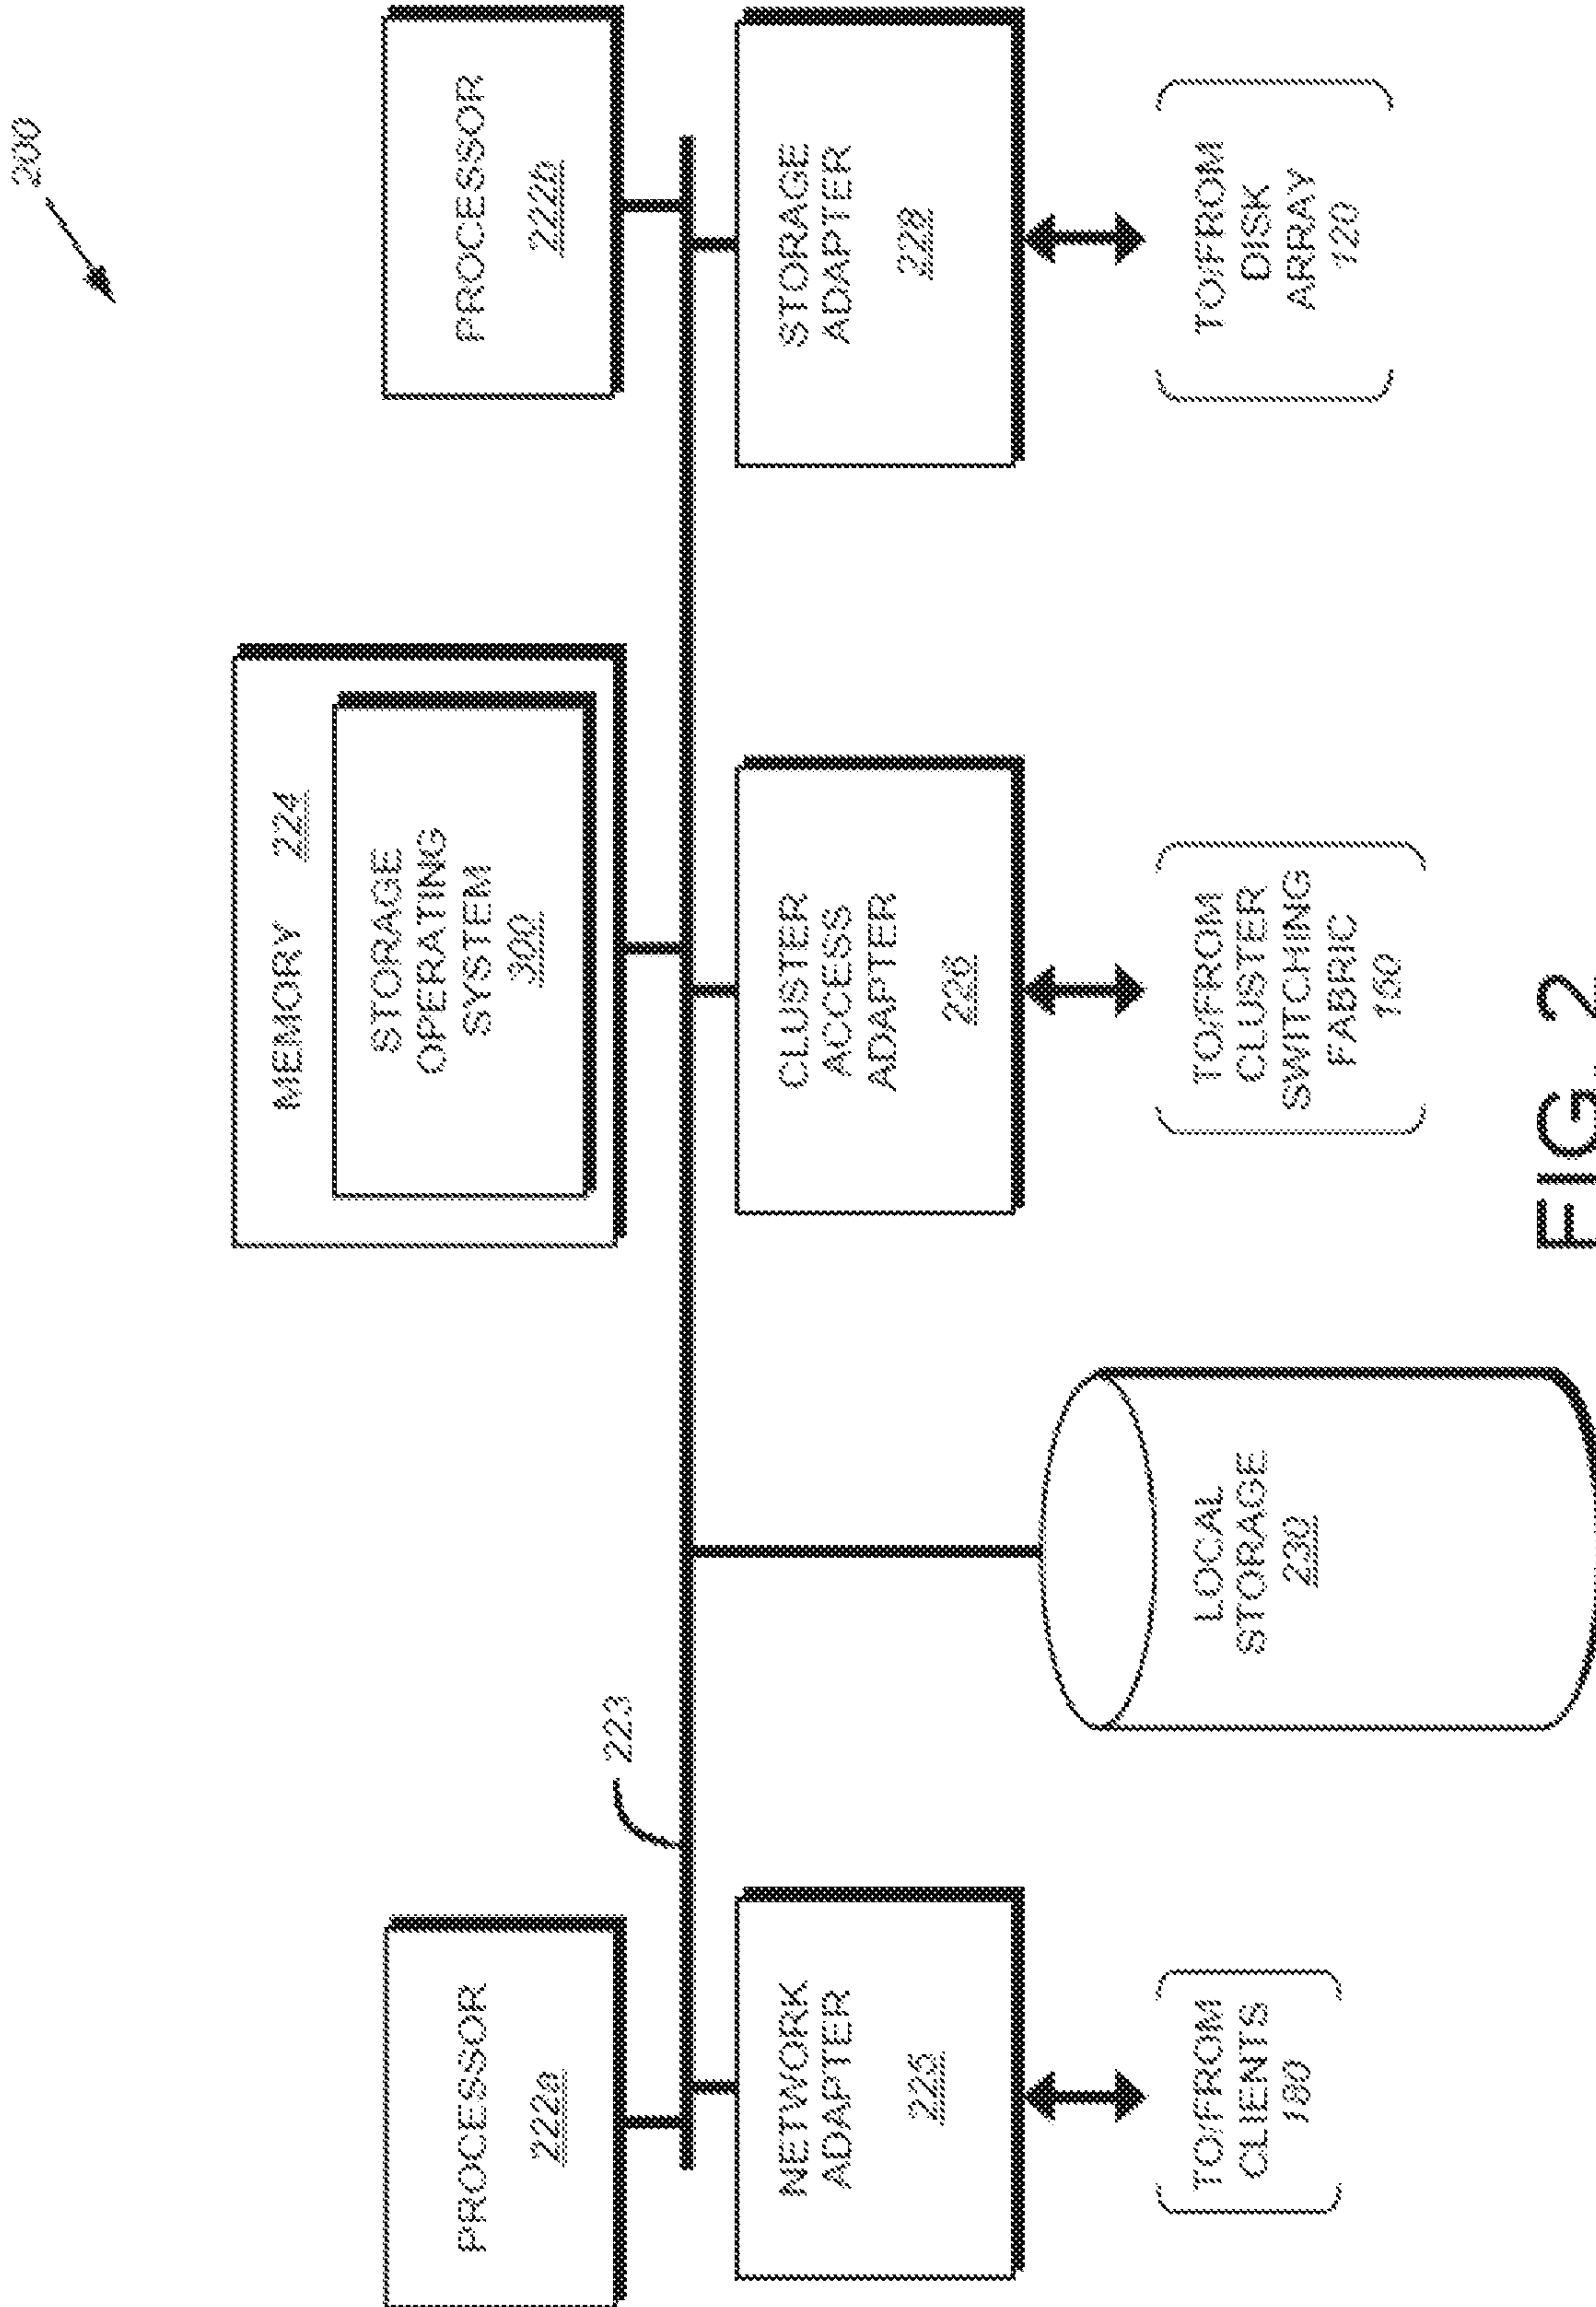 200
PROCESSOR
222a
MEMORY 224
STORAGE
OPERATING
SYSTEM
300
PROCESSOR
222b
223
NETWORK
ADAPTER
225
CLUSTER
ACCESS
ADAPTER
226
STORAGE
ADAPTER
228
TO/FROM
CLIENTS
180
LOCAL
STORAGE
230
TO/FROM
CLUSTER
SWITCHING
FABRIC
150
TO/FROM
DISK
ARRAY
120
FIG. 2